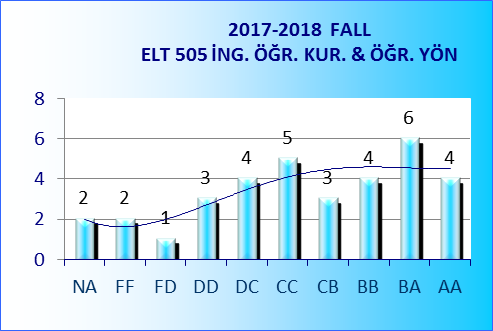 2017-2018 FALL
ELT 505 İNG. ÖĞR. KUR. & ÖĞR. YÖN
8
6
4
2
0
2 2 1 3 4 5 3 4 6 4
NA FF FD DD DC CC CB BB BA AA